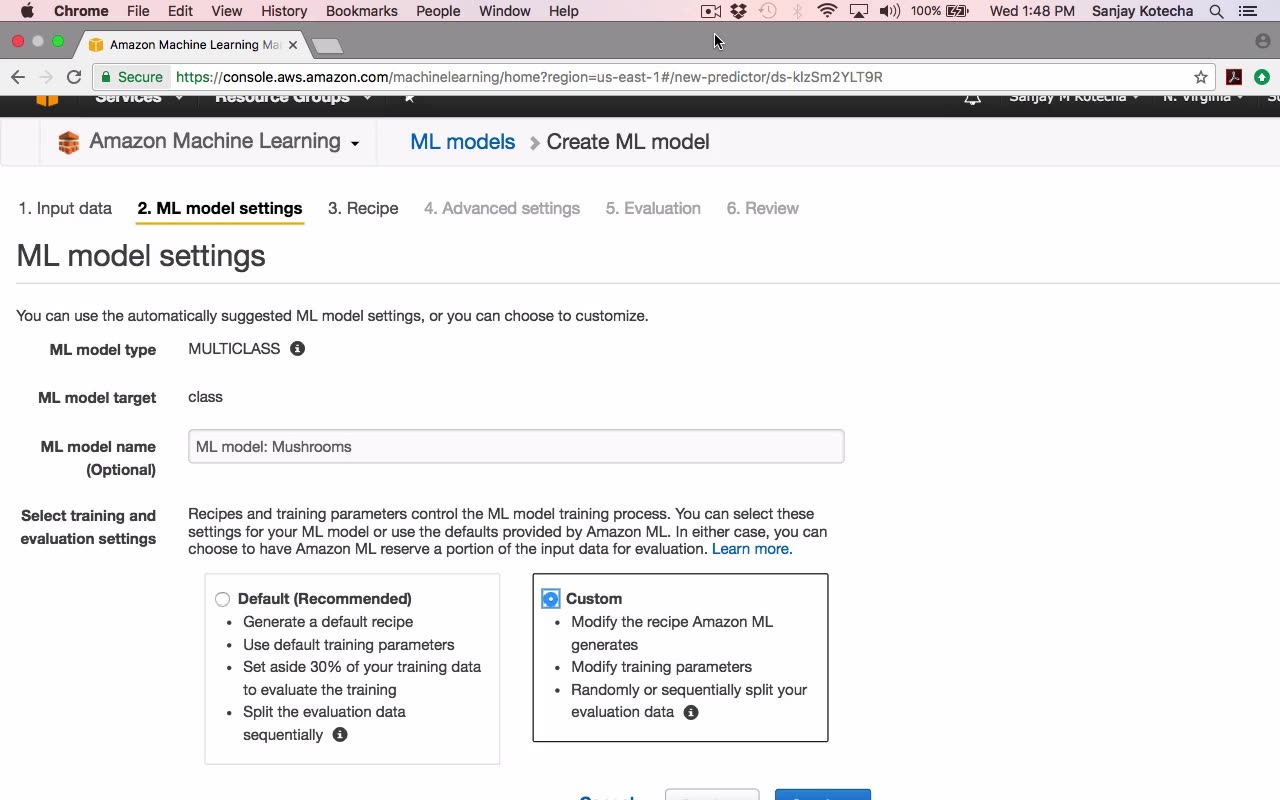 Chrome File Edit View History Bookmarks People Window Help 100% Wed 1:48 PM Sanjay Kotecha
Amazon Machine Learning Ma
Secure https://console.aws.amazon.com/machinelearning/home?region=us-east-1#/new-predictor/ds-kIzSm2YLT9R
Services Resource Groups Sanjay M Kotecha N. Virginia
Amazon Machine Learning ML models Create ML model
1. Input data 2. ML model settings 3. Recipe 4. Advanced settings 5. Evaluation 6. Review
ML model settings
You can use the automatically suggested ML model settings, or you can choose to customize.
ML model type MULTICLASS
ML model target class
ML model name (Optional) ML model: Mushrooms
Select training and evaluation settings
Recipes and training parameters control the ML model training process. You can select these
settings for your ML model or use the defaults provided by Amazon ML. In either case, you can
choose to have Amazon ML reserve a portion of the input data for evaluation. Learn more.
Default (Recommended)
• Generate a default recipe
• Use default training parameters
• Set aside 30% of your training data
to evaluate the training
• Split the evaluation data
sequentially
Custom
• Modify the recipe Amazon ML
generates
• Modify training parameters
• Randomly or sequentially split your
evaluation data